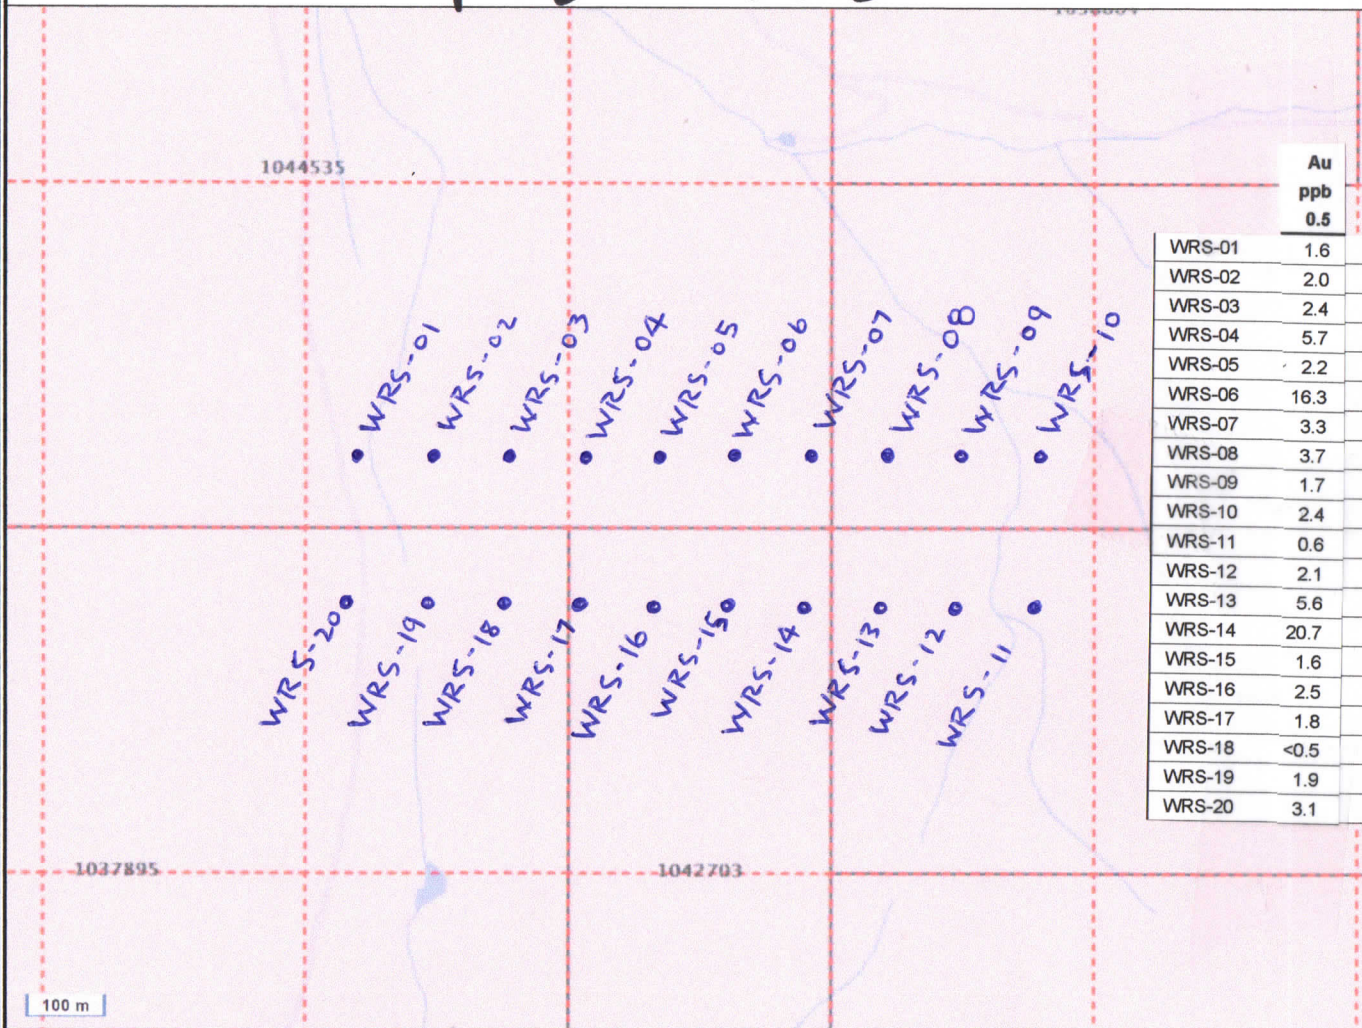 1044535
Au
ppb
0.5
WRS-01 1.6
WRS-02 2.0
WRS-03 2.4
WRS-04 5.7
WRS-05 2.2
WRS-06 16.3
WRS-07 3.3
WRS-08 3.7
WRS-09 1.7
WRS-10 2.4
WRS-11 0.6
WRS-12 2.1
WRS-13 5.6
WRS-14 20.7
WRS-15 1.6
WRS-16 2.5
WRS-17 1.8
WRS-18 <0.5
WRS-19 1.9
WRS-20 3.1
WRS-01
WRS-02
WRS-03
WRS-04
WRS-05
WRS-06
WRS-07
WRS-08
WRS-09
WRS-10
WRS-20
WRS-19
WRS-18
WRS-17
WRS-16
WRS-15
WRS-14
WRS-13
WRS-12
WRS-11
1037895
1042703
100 m